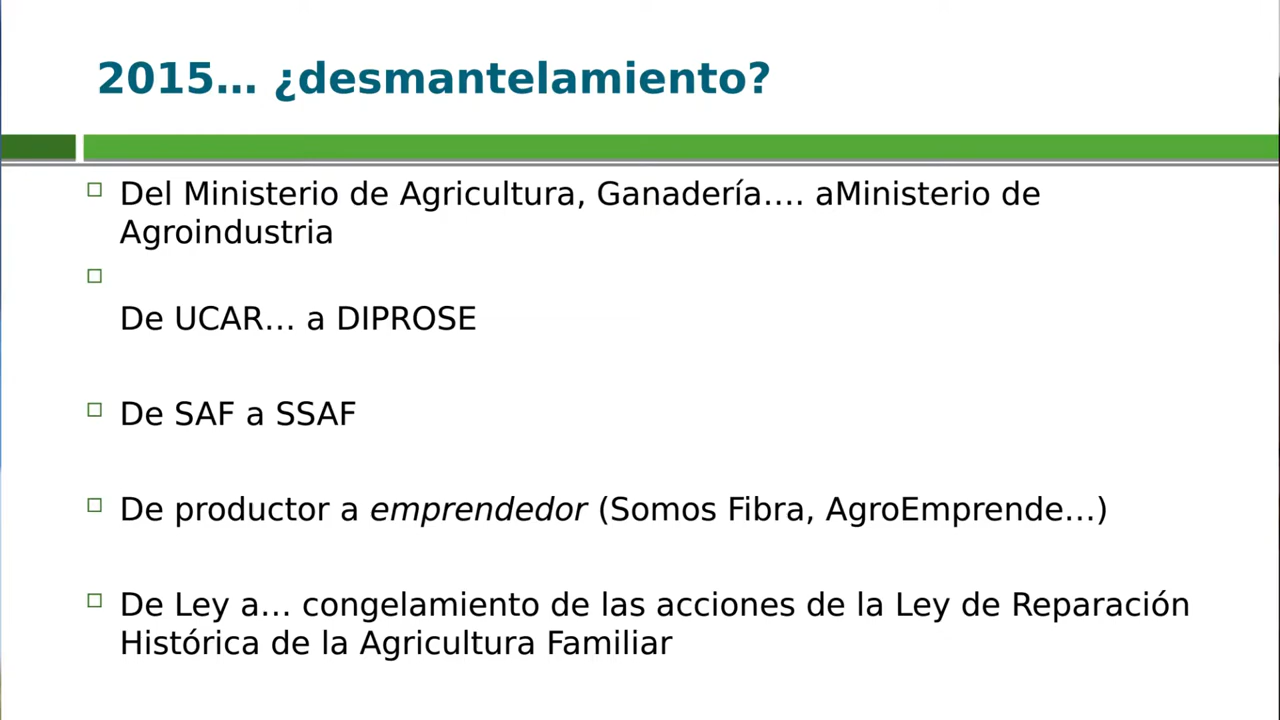 2015… ¿desmantelamiento?
Del Ministerio de Agricultura, Ganadería…. aMinisterio de
Agroindustria
De UCAR… a DIPROSE
De SAF a SSAF
De productor a emprendedor (Somos Fibra, AgroEmprende…)
De Ley a… congelamiento de las acciones de la Ley de Reparación
Histórica de la Agricultura Familiar